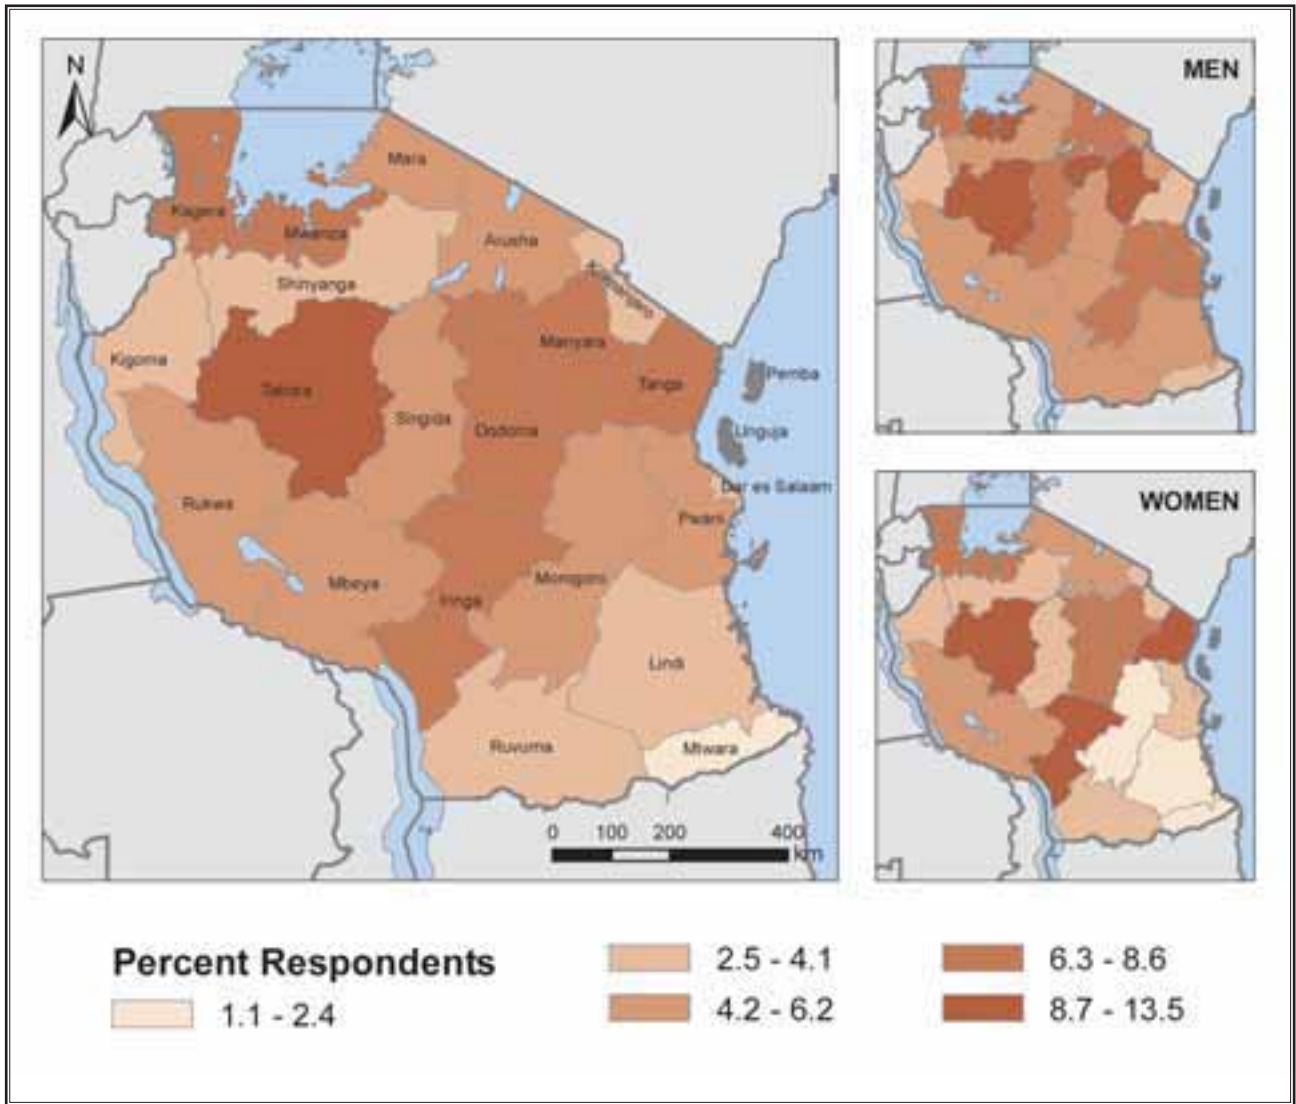 N
Mara
Kagera
Mwanza
Arusha
Shinyanga
Kilimanjaro
Kigoma
Manyara
Tabora
Tanga
Pemba
Singida
Dodoma
Unguja
Dar es Salaam
Rukwa
Pwani
Mbeya
Morogoro
Iringa
Lindi
Ruvuma
Mtwara
0 100 200 400
km
MEN
WOMEN
Percent Respondents
1.1 - 2.4
2.5 - 4.1
4.2 - 6.2
6.3 - 8.6
8.7 - 13.5